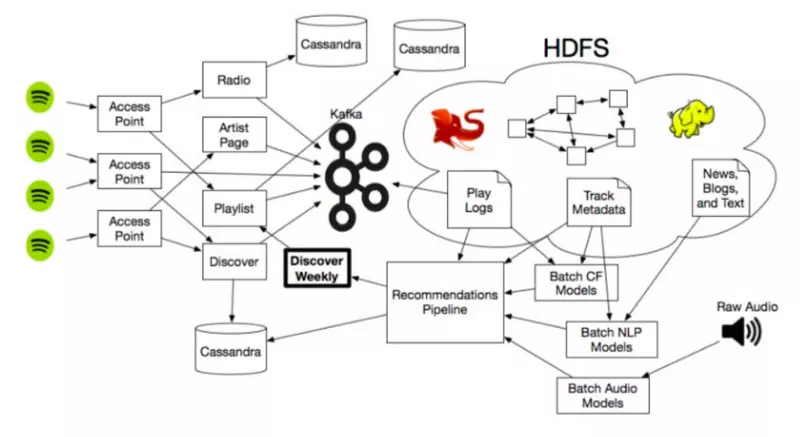 HDFS
Cassandra
Cassandra
Radio
Kafka
Access
Point
Artist
Page
Access
Point
Playlist
Play
Logs
Track
Metadata
News,
Blogs,
and Text
Access
Point
Discover
Discover
Weekly
Recommendations
Pipeline
Batch CF
Models
Raw Audio
Cassandra
Batch NLP
Models
Batch Audio
Models